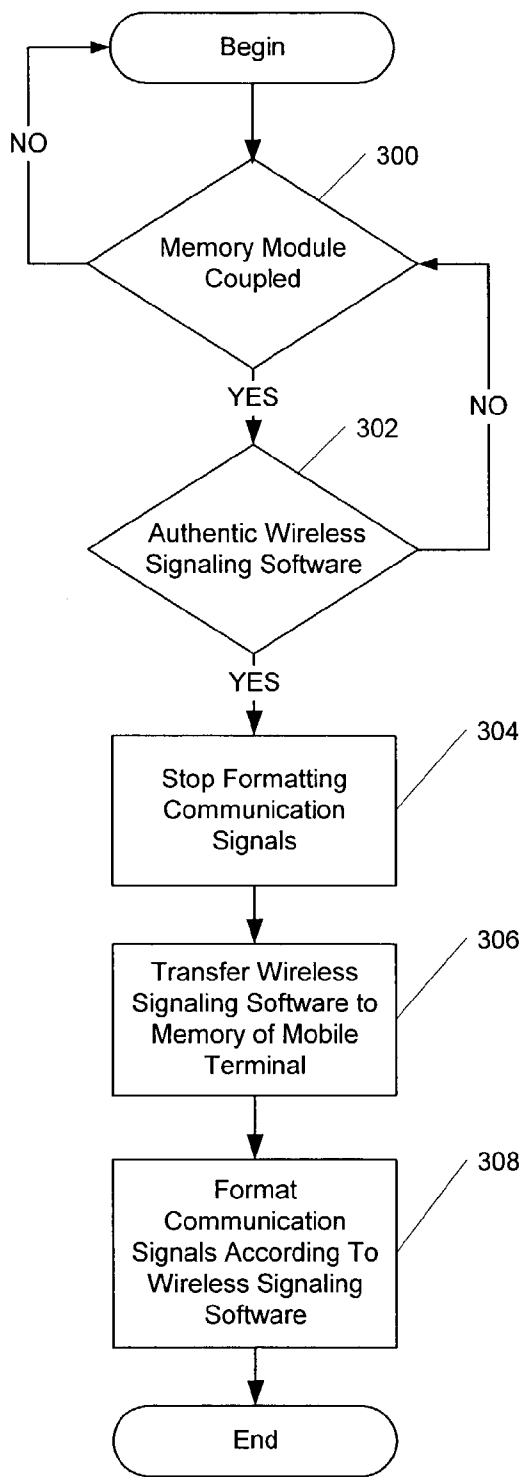 Begin
NO
300
Memory Module
Coupled
YES
NO
302
Authentic Wireless
Signaling Software
YES
304
Stop Formatting
Communication
Signals
306
Transfer Wireless
Signaling Software to
Memory of Mobile
Terminal
308
Format
Communication
Signals According To
Wireless Signaling
Software
End